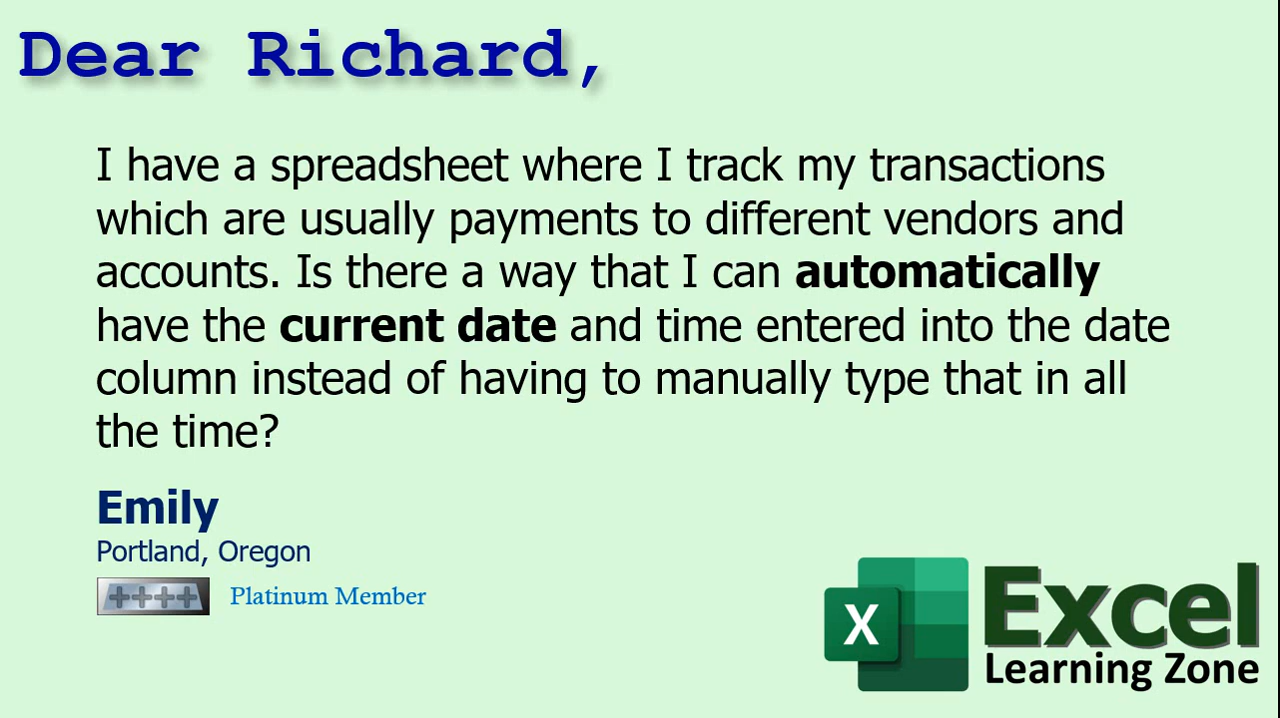 Dear Richard,
I have a spreadsheet where I track my transactions
which are usually payments to different vendors and
accounts. Is there a way that I can automatically
have the current date and time entered into the date
column instead of having to manually type that in all
the time?
Emily
Portland, Oregon
++++ Platinum Member
X
Excel
Learning Zone